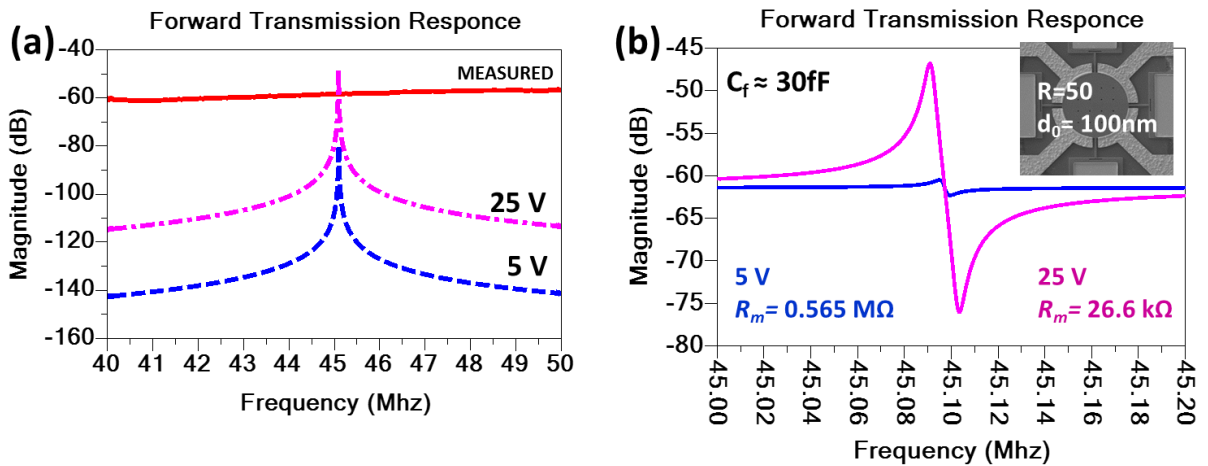 (a)
Forward Transmission Responce
Magnitude (dB)
-40
-60
-80
-100
-120
-140
-160
MEASURED
25 V
5 V
40 41 42 43 44 45 46 47 48 49 50
Frequency (Mhz)
(b)
Forward Transmission Responce
Magnitude (dB)
-45
-50
-55
-60
-65
-70
-75
-80
Cf ≈ 30fF
R=50
d0= 100nm
5 V
Rm= 0.565 MΩ
25 V
Rm= 26.6 kΩ
45.00 45.02 45.04 45.06 45.08 45.10 45.12 45.14 45.16 45.18 45.20
Frequency (Mhz)